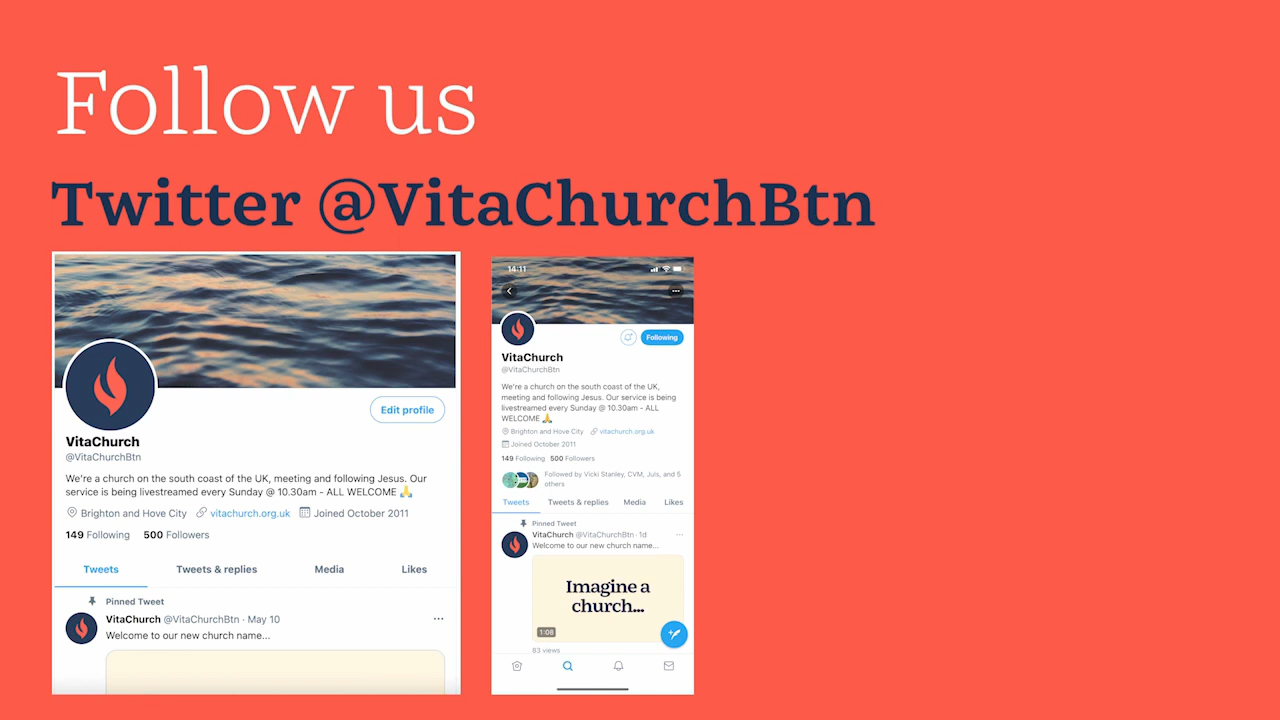 Follow us
Twitter @VitaChurchBtn
Edit profile
VitaChurch
@VitaChurchBtn
We're a church on the south coast of the UK, meeting and following Jesus. Our
service is being livestreamed every Sunday @ 10.30am - ALL WELCOME 🙏
Brighton and Hove City vitachurch.org.uk Joined October 2011
149 Following 500 Followers
Tweets Tweets & replies Media Likes
Pinned Tweet
VitaChurch @VitaChurchBtn · May 10 ...
Welcome to our new church name...
14:11
Following
VitaChurch
@VitaChurchBtn
We're a church on the south coast of the UK,
meeting and following Jesus. Our service is being
livestreamed every Sunday @ 10.30am - ALL
WELCOME 🙏
Brighton and Hove City vitachurch.org.uk
Joined October 2011
149 Following 500 Followers
Followed by Vicki Stanley, CVM, Juls, and 5
others
Tweets Tweets & replies Media Likes
Pinned Tweet
VitaChurch @VitaChurchBtn · 1d ...
Welcome to our new church name...
Imagine a
church...
1:08
83 views